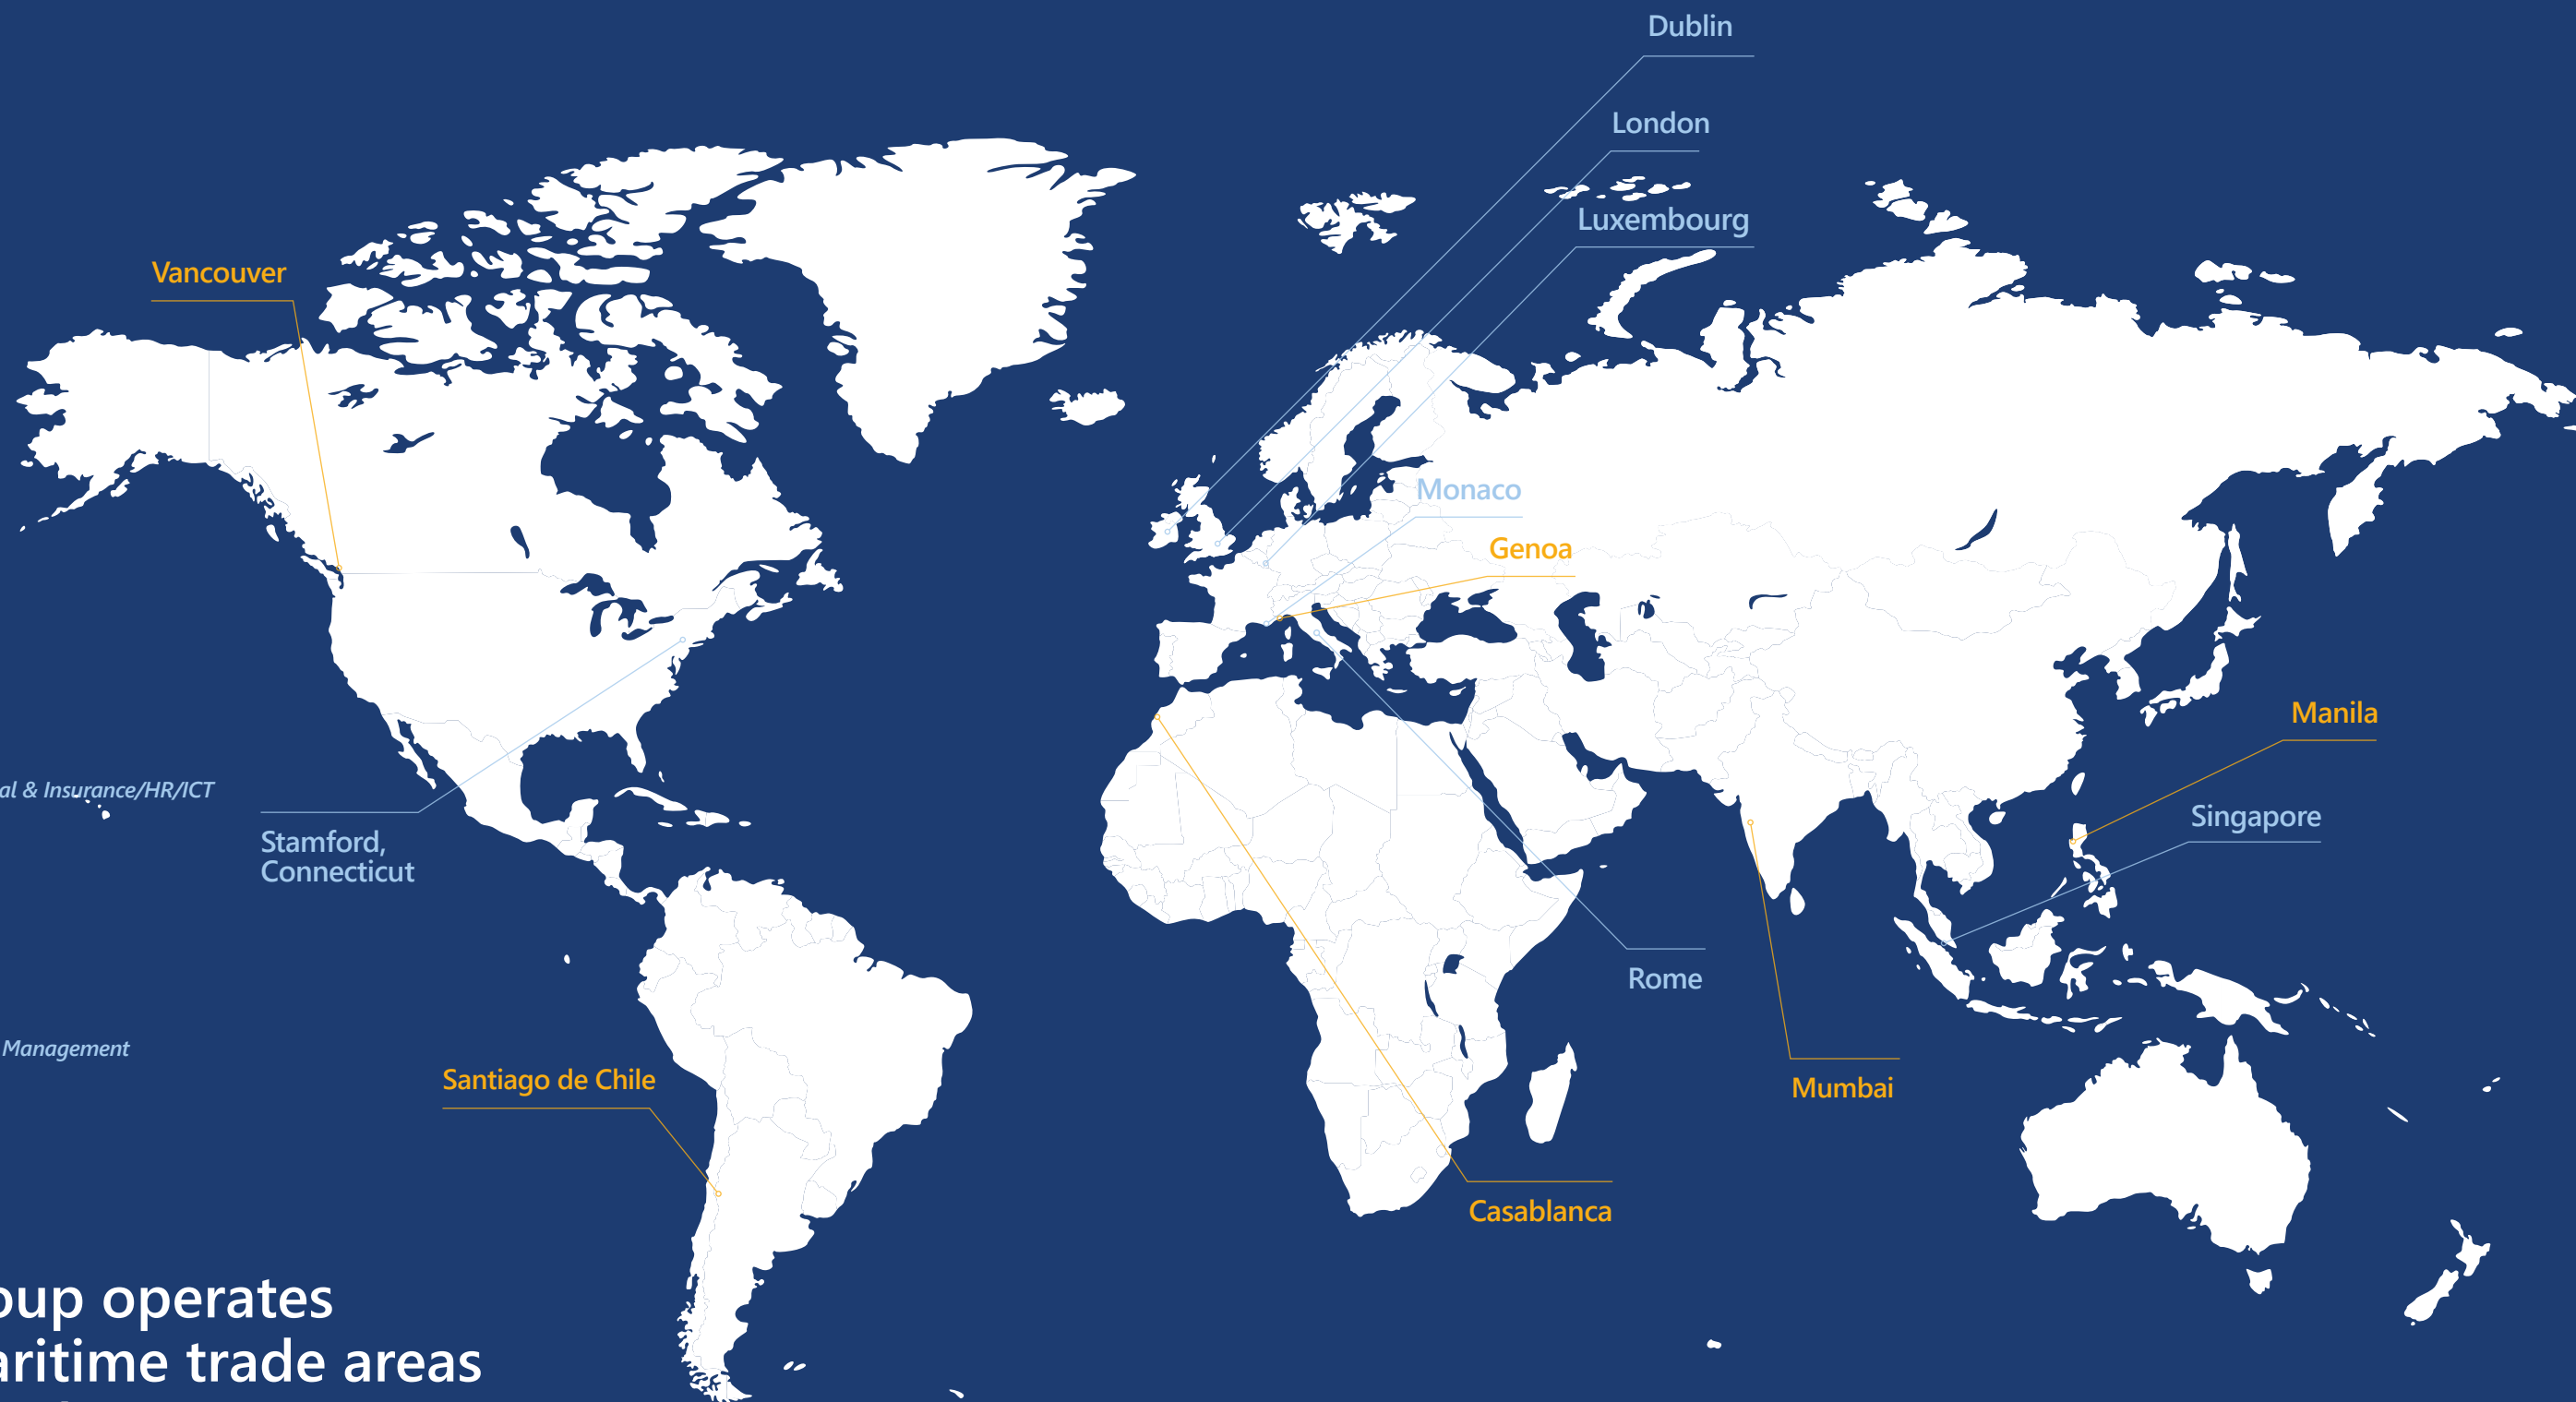 Dublin
London
Luxembourg
Vancouver
Monaco
Genoa
Manila
al & Insurance/HR/ICT
Singapore
Stamford,
Connecticut
Rome
Management
Santiago de Chile
Mumbai
Casablanca
oup operates
aritime trade areas